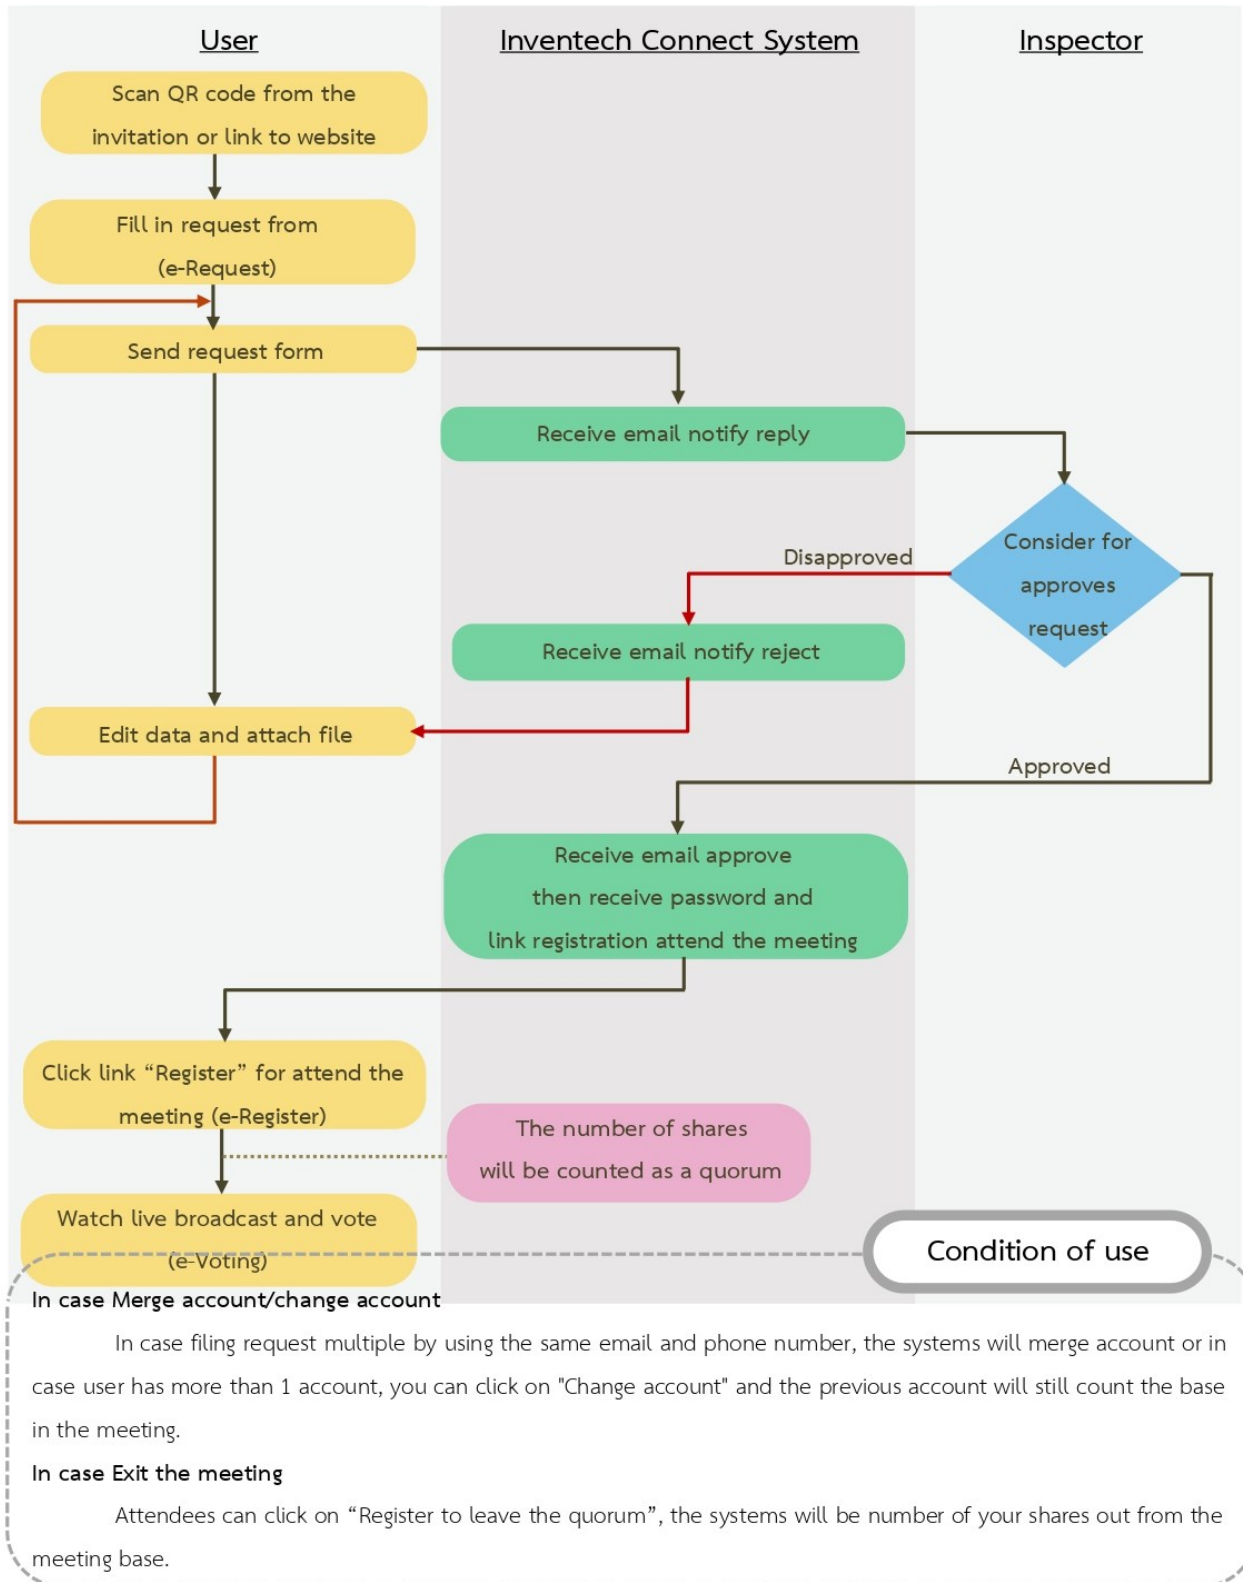 User
Inventech Connect System
Inspector
Scan QR code from the
invitation or link to website
Fill in request from
(e-Request)
Send request form
Receive email notify reply
Consider for
approves
request
Disapproved
Receive email notify reject
Edit data and attach file
Approved
Receive email approve
then receive password and
link registration attend the meeting
Click link “Register” for attend the
meeting (e-Register)
The number of shares
will be counted as a quorum
Watch live broadcast and vote
(e-Voting)
Condition of use
In case Merge account/change account
In case filing request multiple by using the same email and phone number, the systems will merge account or in
case user has more than 1 account, you can click on "Change account" and the previous account will still count the base
in the meeting.
In case Exit the meeting
Attendees can click on “Register to leave the quorum”, the systems will be number of your shares out from the
meeting base.